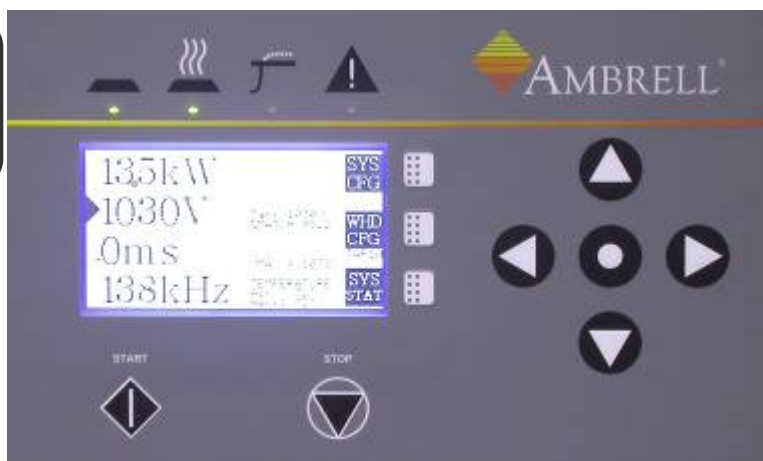 AMBRELL
13.5kW
SYS
CFG
1030V
WHD
CFG
.0ms
138kHz
SYS
STAT
START
STOP